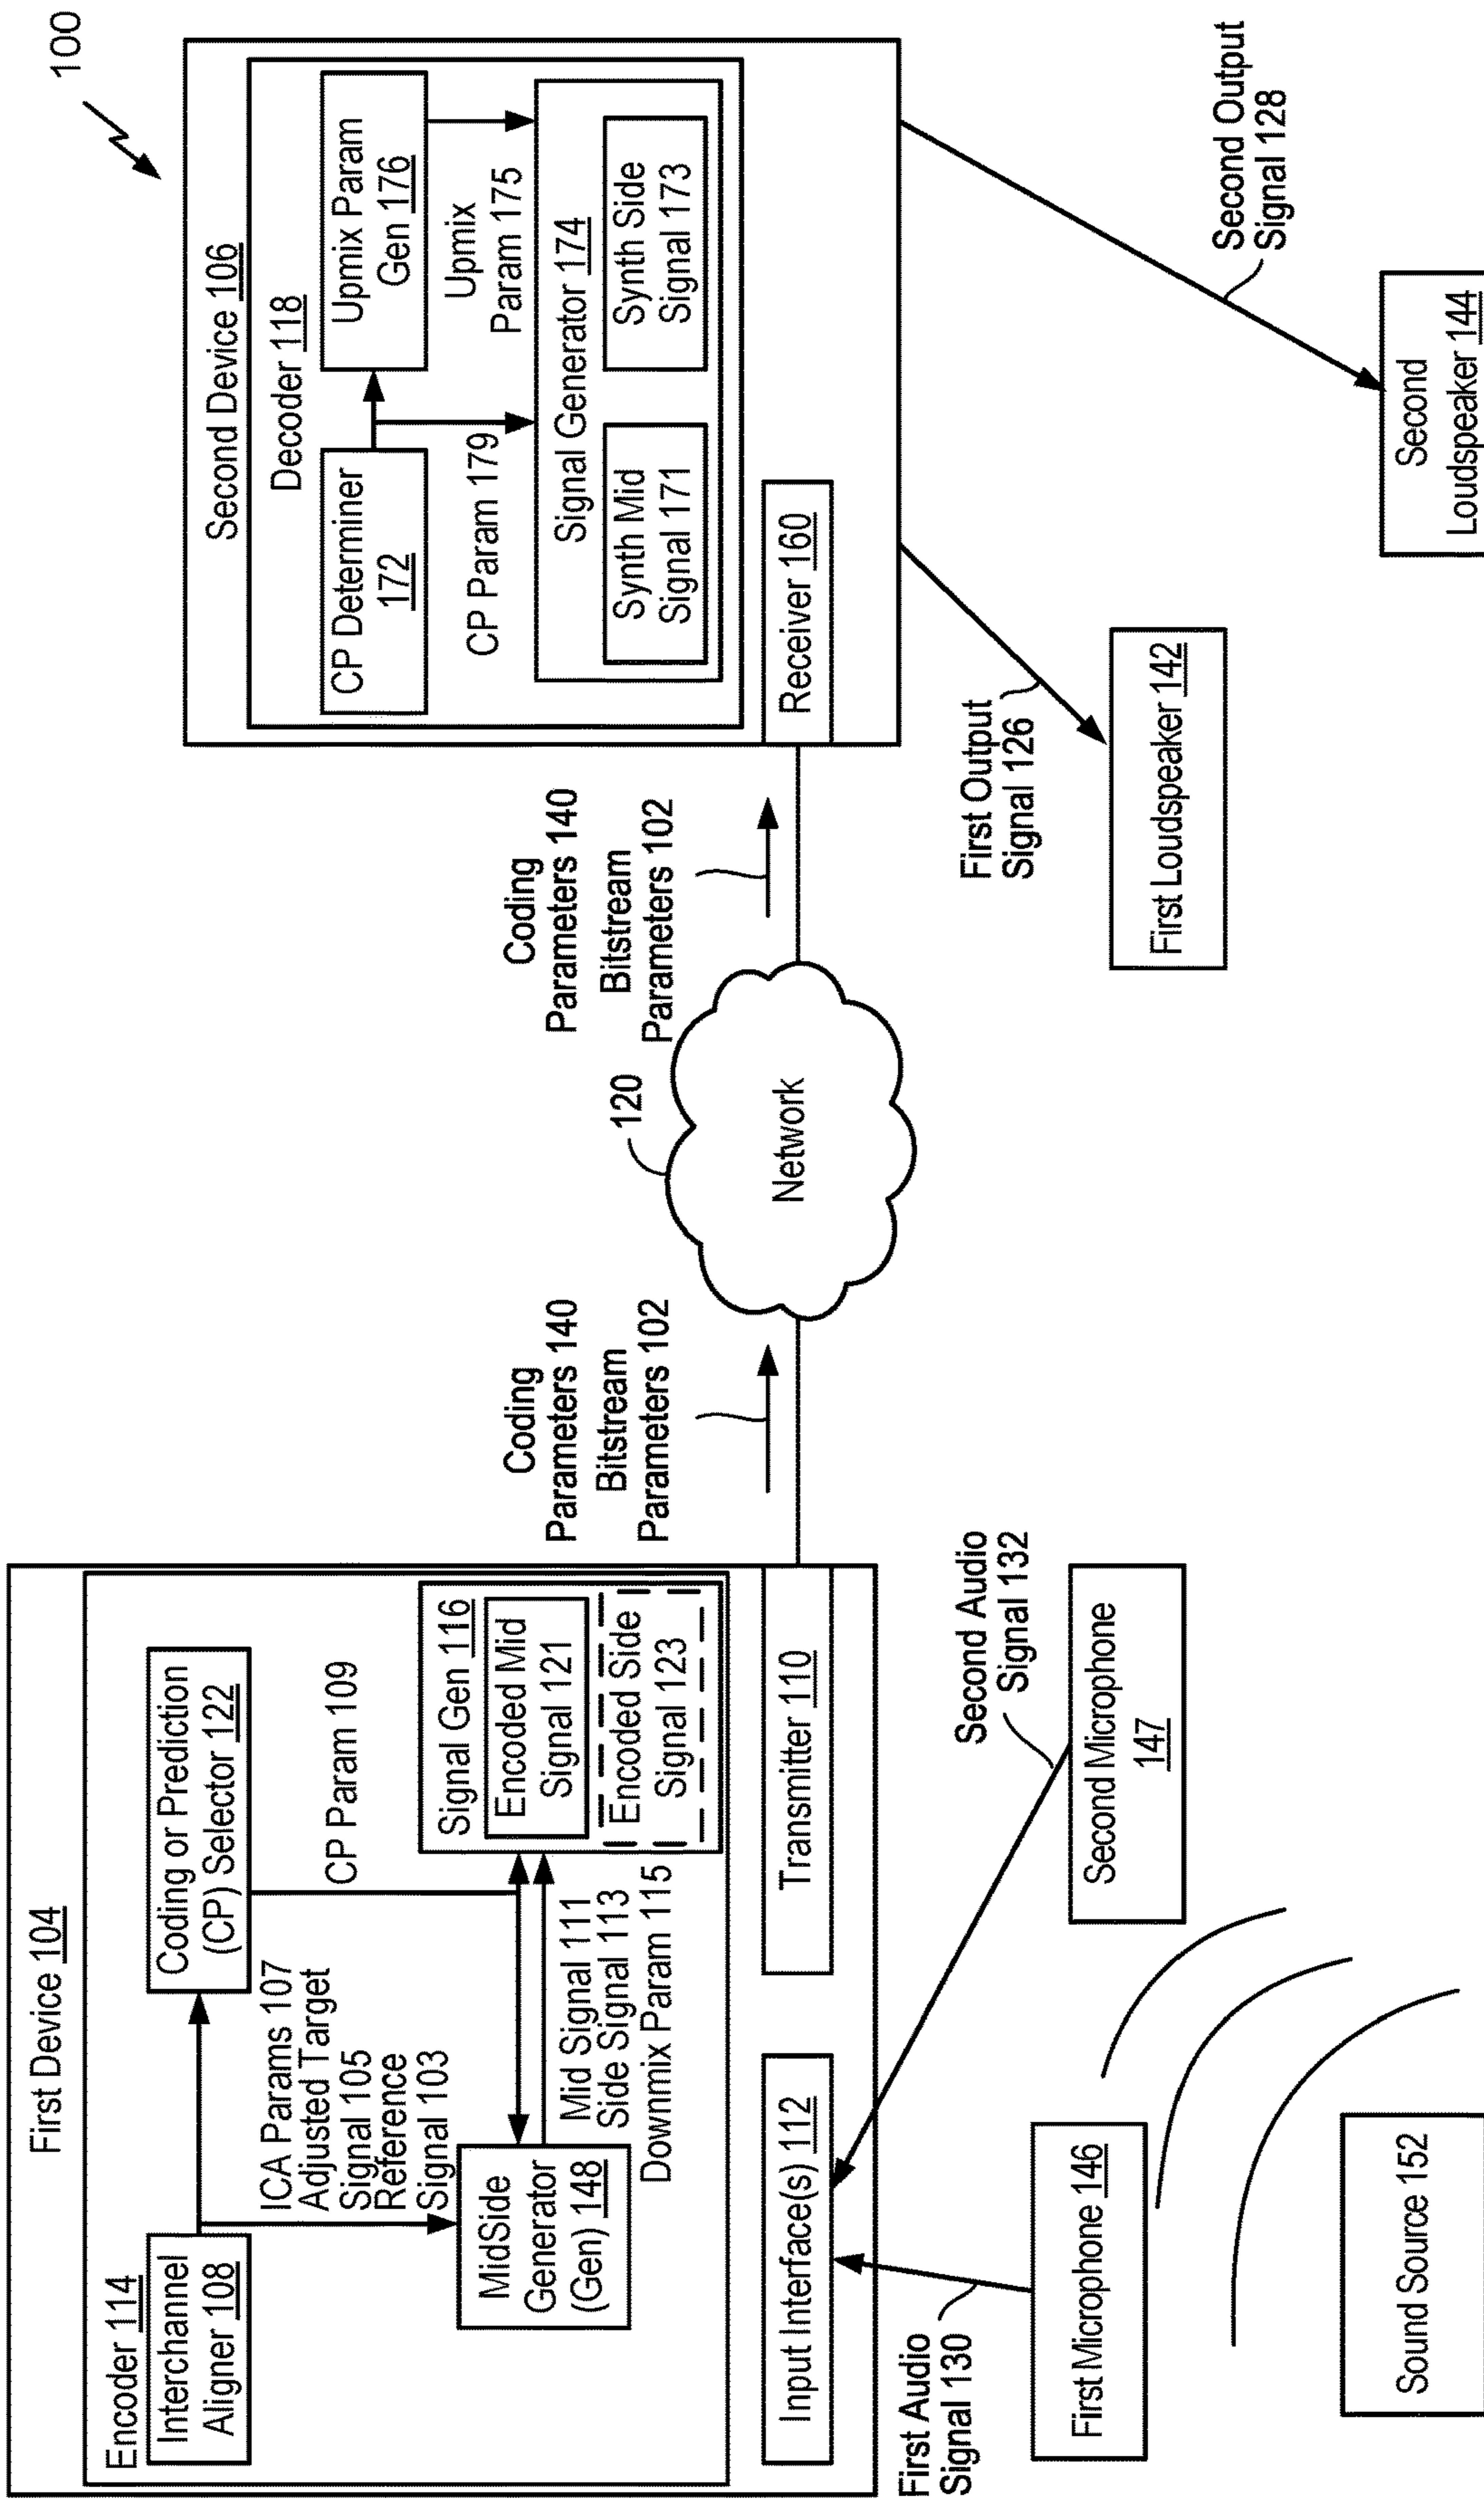 100
First Device 104
Encoder 114
Interchannel
Aligner 108
Coding or Prediction
(CP) Selector 122
ICA Params 107
Adjusted Target
Signal 105
Reference
Signal 103
CP Param 109
MidSide
Generator
(Gen) 148
Mid Signal 111
Side Signal 113
Downmix Param 115
Signal Gen 116
Encoded Mid
Signal 121
Encoded Side
Signal 123
Input Interface(s) 112
Transmitter 110
First Audio
Signal 130
Second Audio
Signal 132
First Microphone 146
Second Microphone
147
Sound Source 152
Coding
Parameters 140
Bitstream
Parameters 102
120
Network
Coding
Parameters 140
Bitstream
Parameters 102
Second Device 106
Decoder 118
CP Determiner
172
Upmix Param
Gen 176
CP Param 179
Upmix
Param 175
Signal Generator 174
Synth Mid
Signal 171
Synth Side
Signal 173
Receiver 160
First Output
Signal 126
Second Output
Signal 128
First Loudspeaker 142
Second
Loudspeaker 144